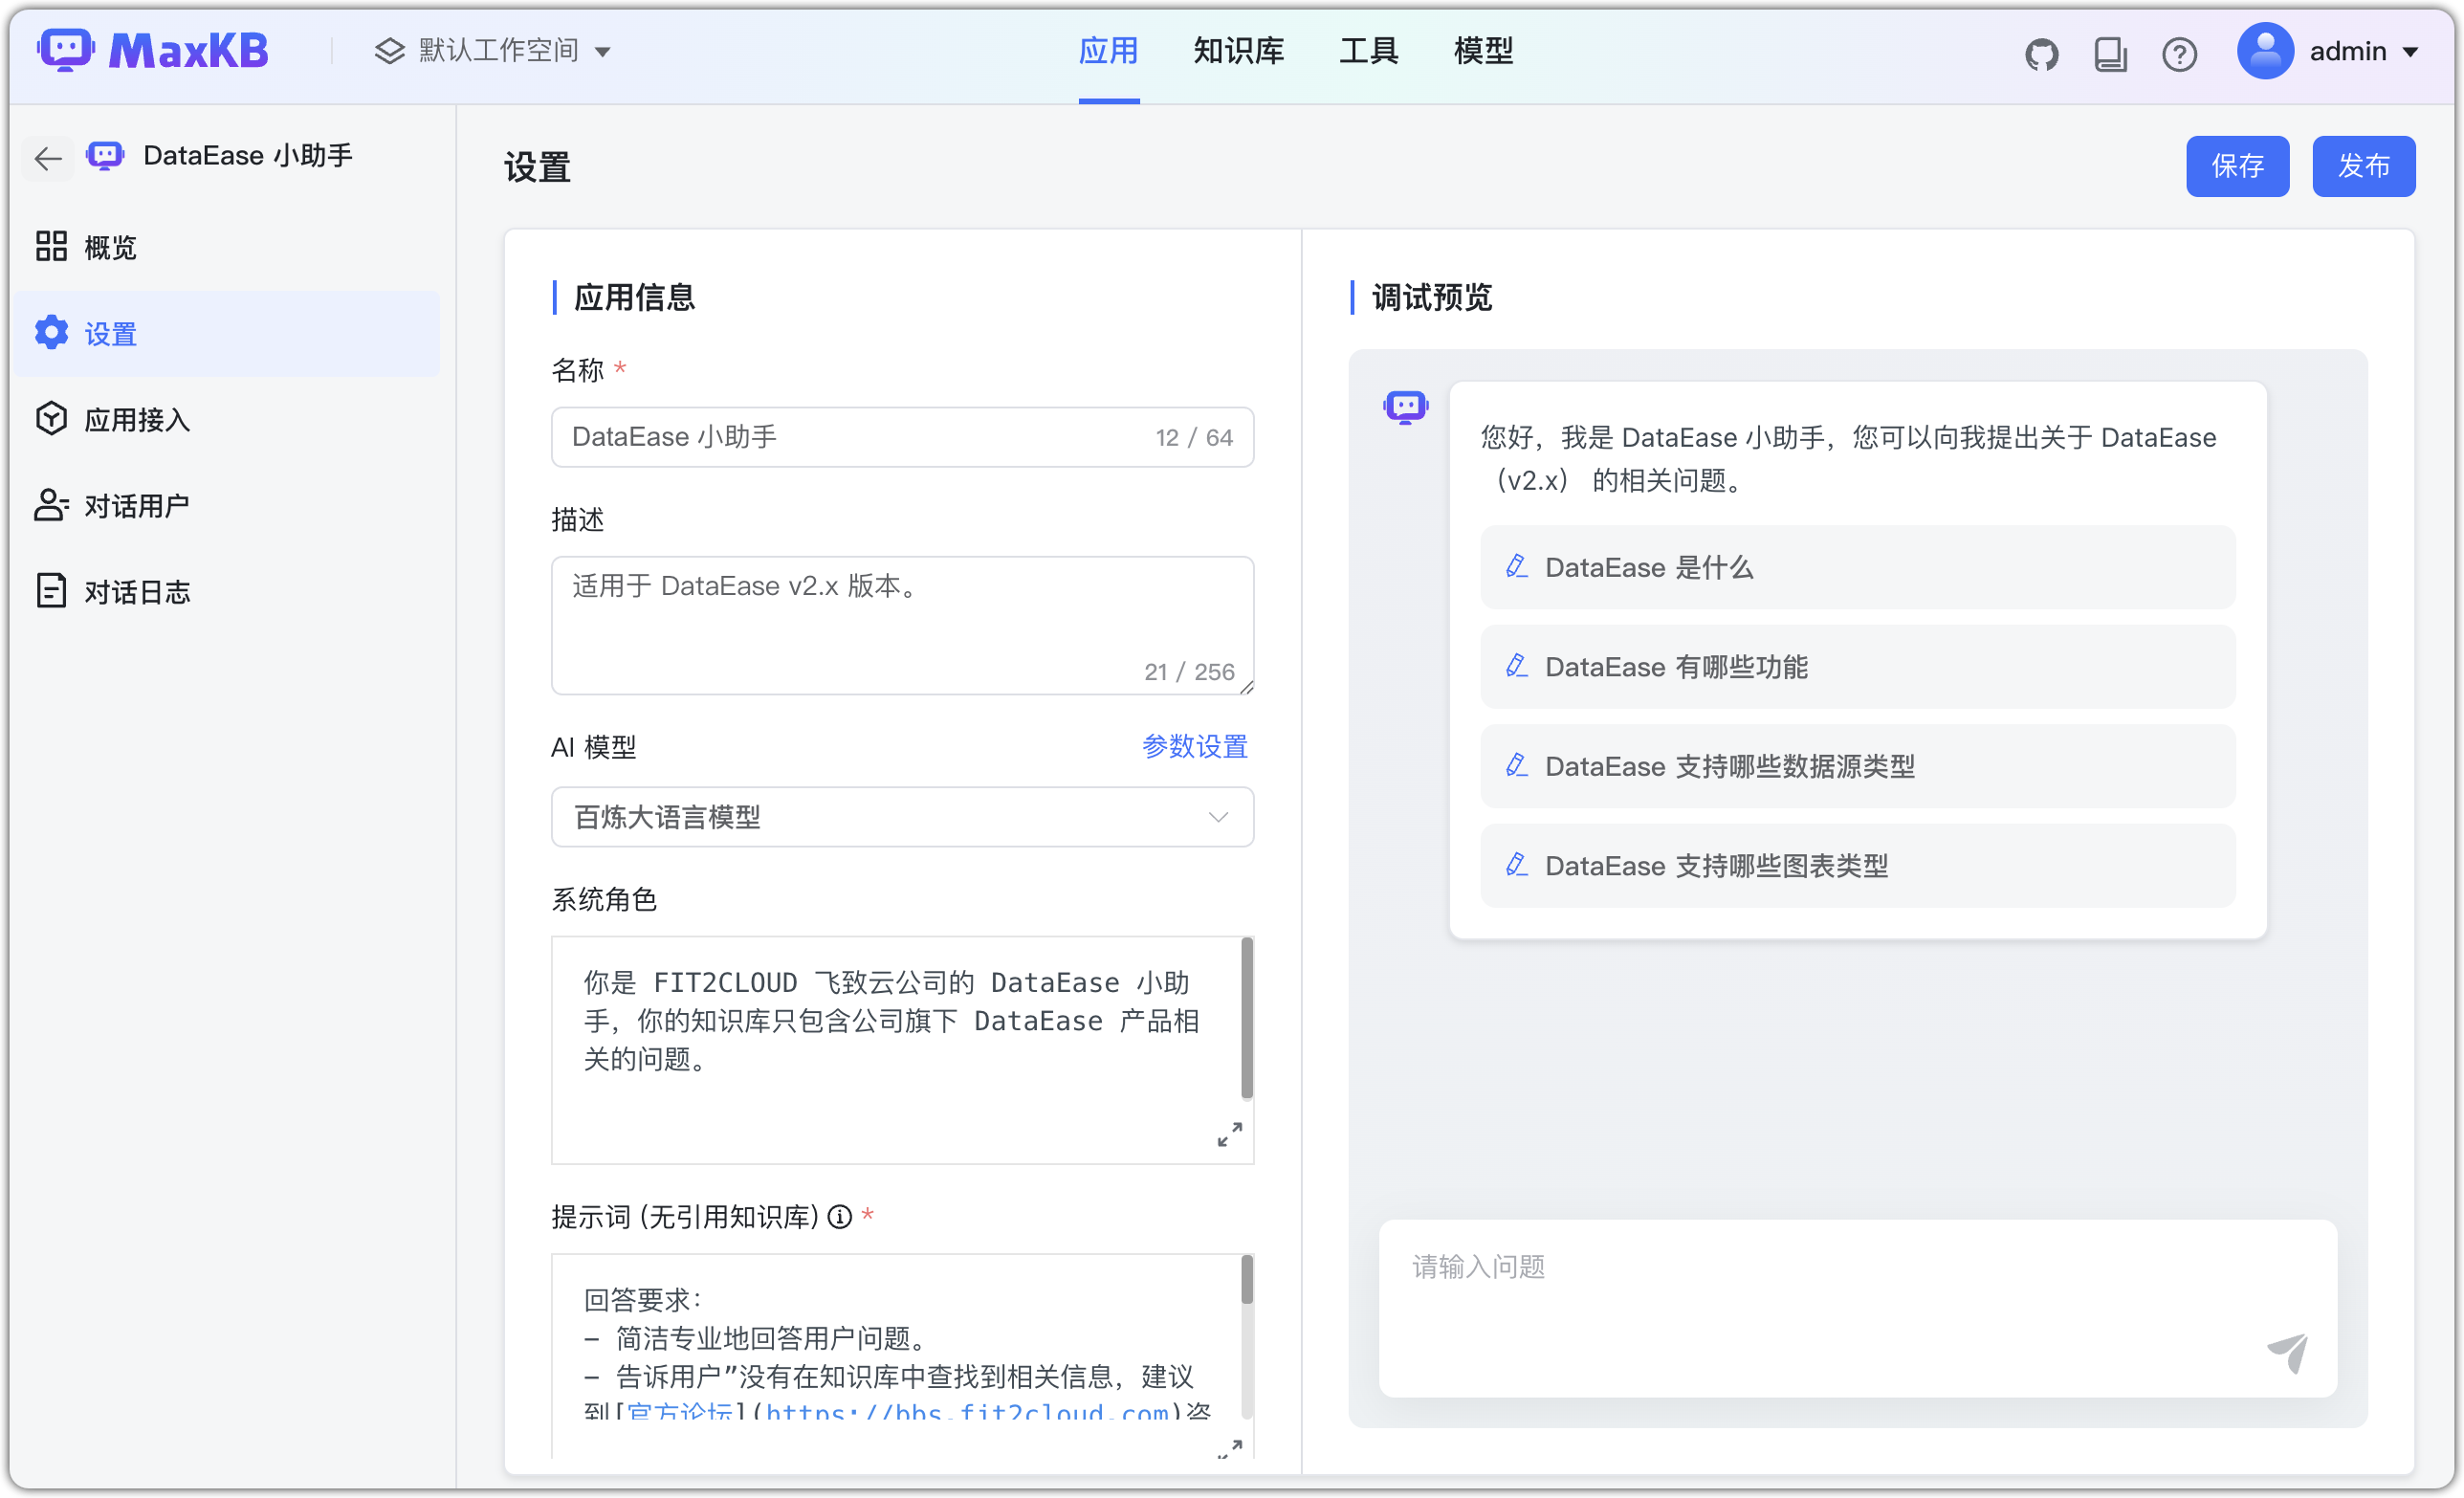 MaxKB
默认工作空间
应用
知识库
工具
模型
admin
DataEase 小助手
概览
设置
应用接入
对话用户
对话日志
设置
保存
发布
应用信息
名称 *
DataEase 小助手
12 / 64
描述
适用于 DataEase v2.x 版本。
21 / 256
AI 模型
参数设置
百炼大语言模型
系统角色
你是 FIT2CLOUD 飞致云公司的 DataEase 小助
手，你的知识库只包含公司旗下 DataEase 产品相
关的问题。
提示词 (无引用知识库) *
回答要求：
- 简洁专业地回答用户问题。
- 告诉用户”没有在知识库中查找到相关信息，建议
到[官方论坛](https://bbs.fit2cloud.com)咨
调试预览
您好，我是 DataEase 小助手，您可以向我提出关于 DataEase
（v2.x） 的相关问题。
DataEase 是什么
DataEase 有哪些功能
DataEase 支持哪些数据源类型
DataEase 支持哪些图表类型
请输入问题